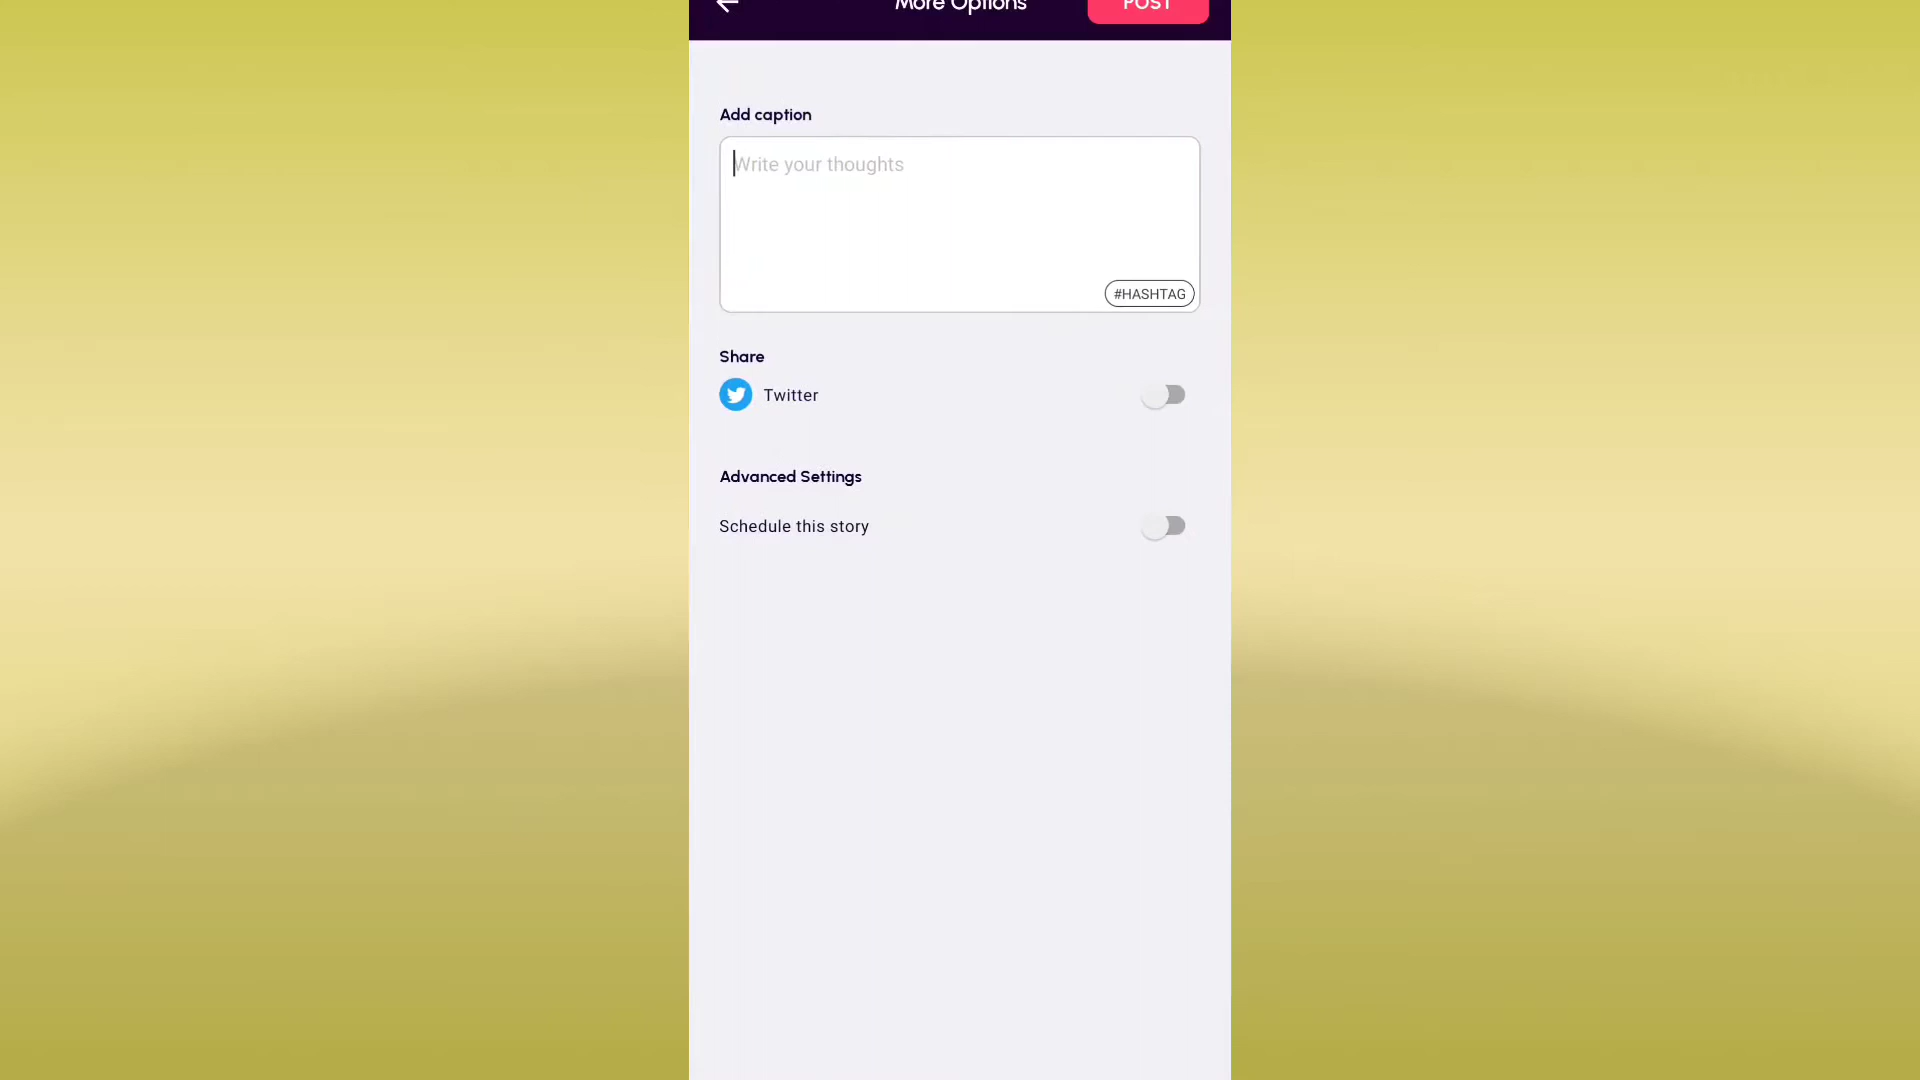 More Options
POST
Add caption
Write your thoughts
#HASHTAG
Share
Twitter
Advanced Settings
Schedule this story